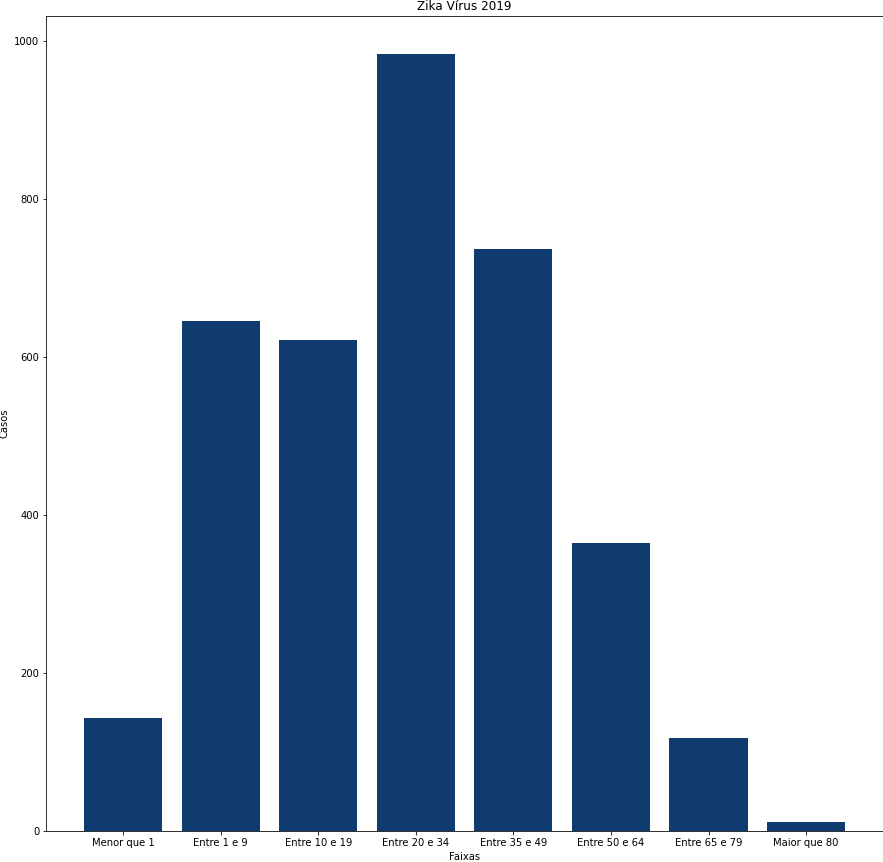 Zika Vírus 2019
1000
800
600
400
200
0
Casos
Menor que 1
Entre 1 e 9
Entre 10 e 19
Entre 20 e 34
Entre 35 e 49
Entre 50 e 64
Entre 65 e 79
Maior que 80
Faixas